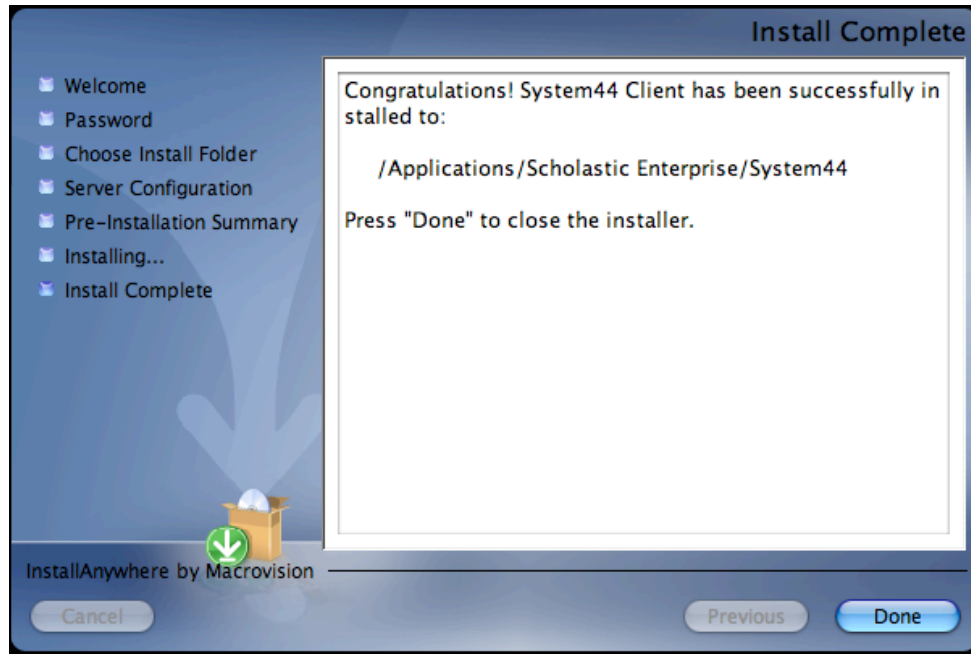 Install Complete
Welcome
Password
Choose Install Folder
Server Configuration
Pre-Installation Summary
Installing...
Install Complete
Congratulations! System44 Client has been successfully in
stalled to:
/Applications/Scholastic Enterprise/System44
Press "Done" to close the installer.
InstallAnywhere by Macrovision
Cancel
Previous
Done